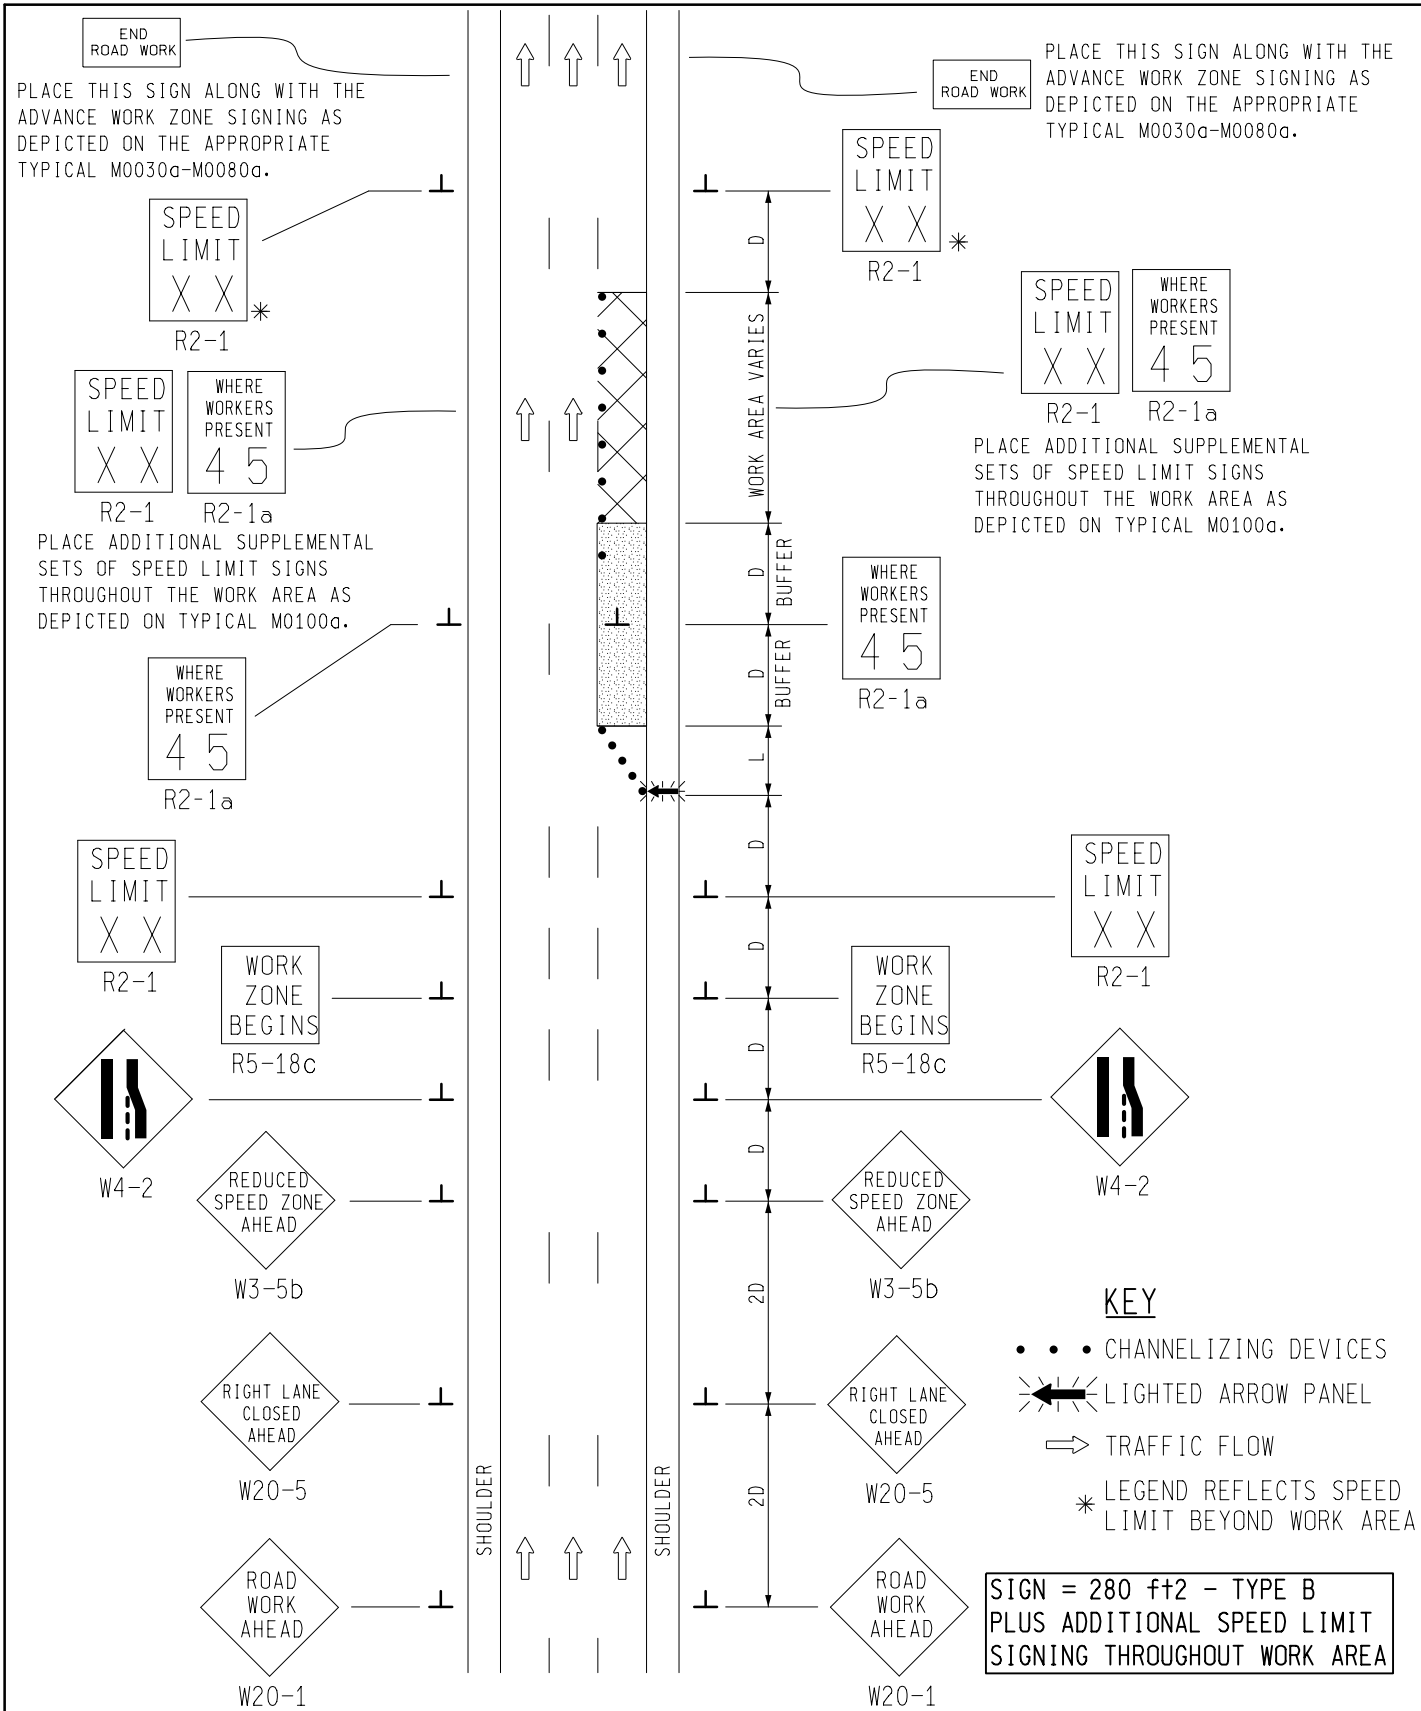 END
ROAD WORK
PLACE THIS SIGN ALONG WITH THE
ADVANCE WORK ZONE SIGNING AS
DEPICTED ON THE APPROPRIATE
TYPICAL M0030a-M0080a.
END
ROAD WORK
PLACE THIS SIGN ALONG WITH THE
ADVANCE WORK ZONE SIGNING AS
DEPICTED ON THE APPROPRIATE
TYPICAL M0030a-M0080a.
SPEED
LIMIT
X X
*
R2-1
SPEED
LIMIT
X X
*
R2-1
D
SPEED
LIMIT
X X
R2-1
WHERE
WORKERS
PRESENT
4 5
R2-1a
PLACE ADDITIONAL SUPPLEMENTAL
SETS OF SPEED LIMIT SIGNS
THROUGHOUT THE WORK AREA AS
DEPICTED ON TYPICAL M0100a.
WORK AREA VARIES
SPEED
LIMIT
X X
R2-1
WHERE
WORKERS
PRESENT
4 5
R2-1a
PLACE ADDITIONAL SUPPLEMENTAL
SETS OF SPEED LIMIT SIGNS
THROUGHOUT THE WORK AREA AS
DEPICTED ON TYPICAL M0100a.
D
BUFFER
WHERE
WORKERS
PRESENT
4 5
R2-1a
WHERE
WORKERS
PRESENT
4 5
R2-1a
D
BUFFER
L
D
SPEED
LIMIT
X X
R2-1
SPEED
LIMIT
X X
R2-1
D
WORK
ZONE
BEGINS
R5-18c
WORK
ZONE
BEGINS
R5-18c
D
W4-2
W4-2
D
REDUCED
SPEED ZONE
AHEAD
W3-5b
REDUCED
SPEED ZONE
AHEAD
W3-5b
2D
RIGHT LANE
CLOSED
AHEAD
W20-5
RIGHT LANE
CLOSED
AHEAD
W20-5
2D
SHOULDER
SHOULDER
ROAD
WORK
AHEAD
W20-1
ROAD
WORK
AHEAD
W20-1
KEY
CHANNELIZING DEVICES
LIGHTED ARROW PANEL
TRAFFIC FLOW
* LEGEND REFLECTS SPEED
LIMIT BEYOND WORK AREA
SIGN = 280 ft2 - TYPE B
PLUS ADDITIONAL SPEED LIMIT
SIGNING THROUGHOUT WORK AREA